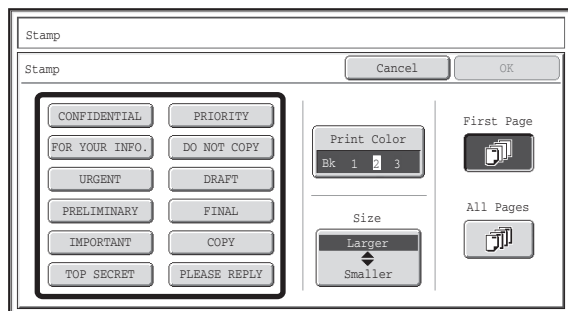 Stamp
Stamp
Cancel
OK
CONFIDENTIAL
PRIORITY
FOR YOUR INFO.
DO NOT COPY
URGENT
DRAFT
PRELIMINARY
FINAL
IMPORTANT
COPY
TOP SECRET
PLEASE REPLY
Print Color
Bk 1 2 3
Size
Larger
Smaller
First Page
All Pages